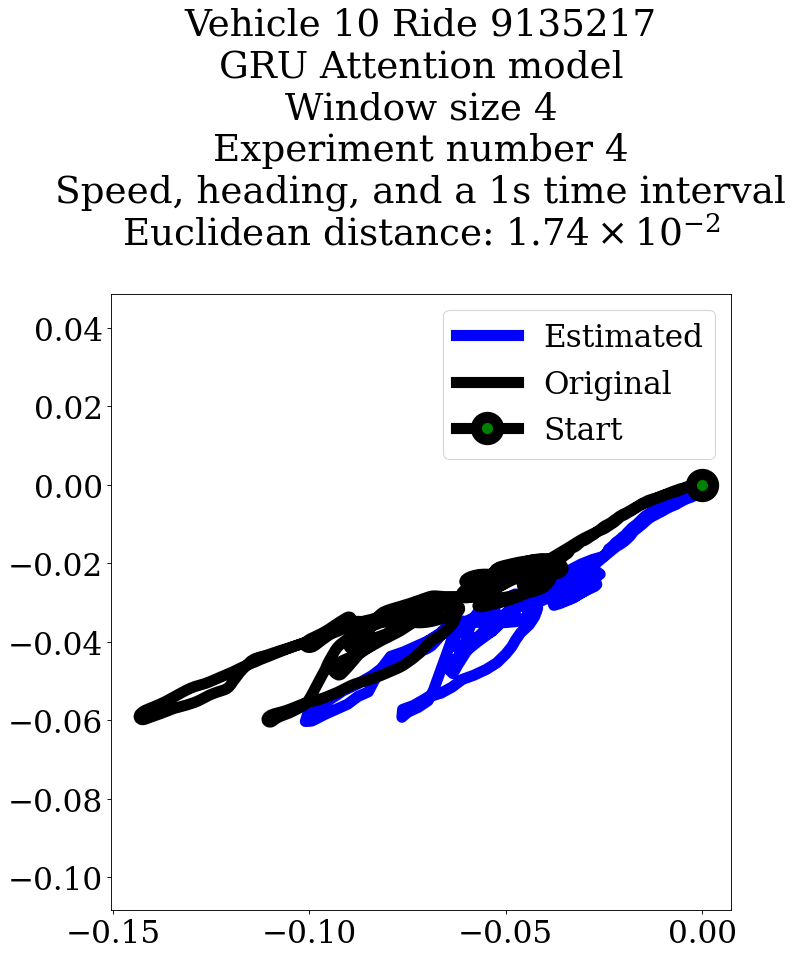 Vehicle 10 Ride 9135217
GRU Attention model
Window size 4
Experiment number 4
Speed, heading, and a 1s time interval
Euclidean distance: 1.74 × 10⁻²
Estimated
Original
Start
0.04
0.02
0.00
−0.02
−0.04
−0.06
−0.08
−0.10
−0.15 −0.10 −0.05 0.00